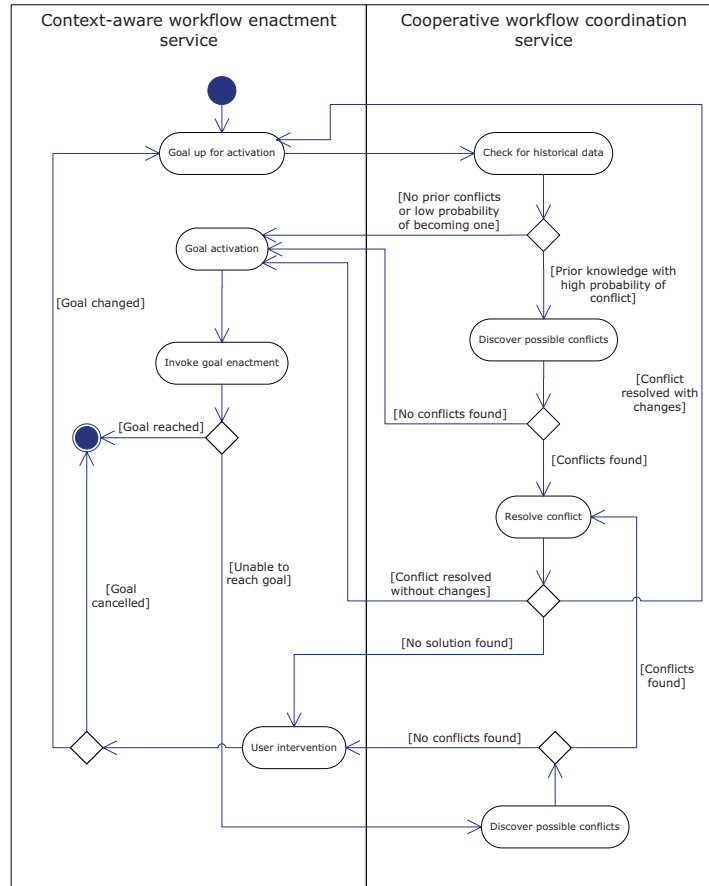 Context-aware workflow enactment
service
Cooperative workflow coordination
service
Goal up for activation
Check for historical data
[No prior conflicts
or low probability
of becoming one]
Goal activation
[Prior knowledge with
high probability of
conflict]
[Goal changed]
Discover possible conflicts
Invoke goal enactment
[Conflict
resolved with
changes]
[No conflicts found]
[Goal reached]
[Conflicts found]
Resolve conflict
[Unable to
reach goal]
[Conflict resolved
without changes]
[Goal
cancelled]
[No solution found]
[Conflicts
found]
[No conflicts found]
User intervention
Discover possible conflicts